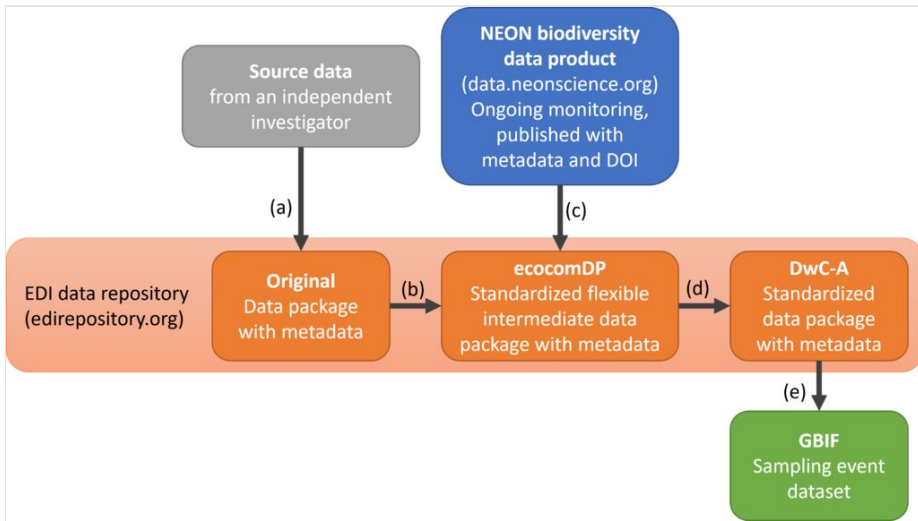 NEON biodiversity
data product
(data.neonscience.org)
Ongoing monitoring,
published with
metadata and DOI
Source data
from an independent
investigator
(a)
(c)
EDI data repository
(edirepository.org)
Original
Data package
with metadata
(b)
ecocomDP
Standardized flexible
intermediate data
package with metadata
(d)
DwC-A
Standardized
data package
with metadata
(e)
GBIF
Sampling event
dataset